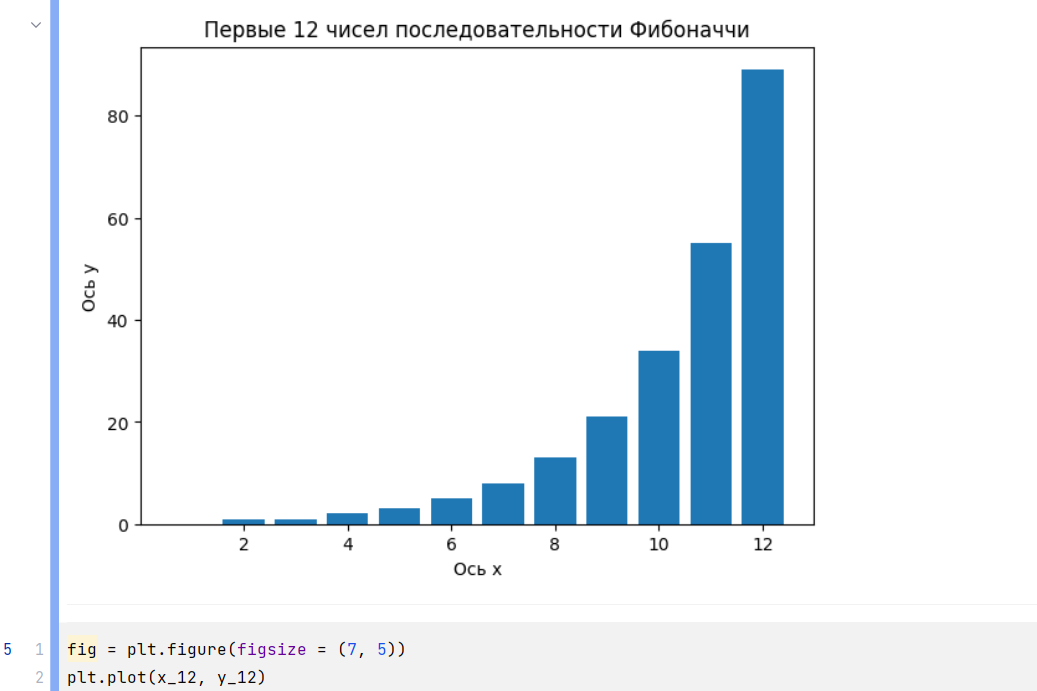 Первые 12 чисел последовательности Фибоначчи
80
60
40
20
0
Ось y
2 4 6 8 10 12
Ось x
5 1 fig = plt.figure(figsize = (7, 5))
2 plt.plot(x_12, y_12)